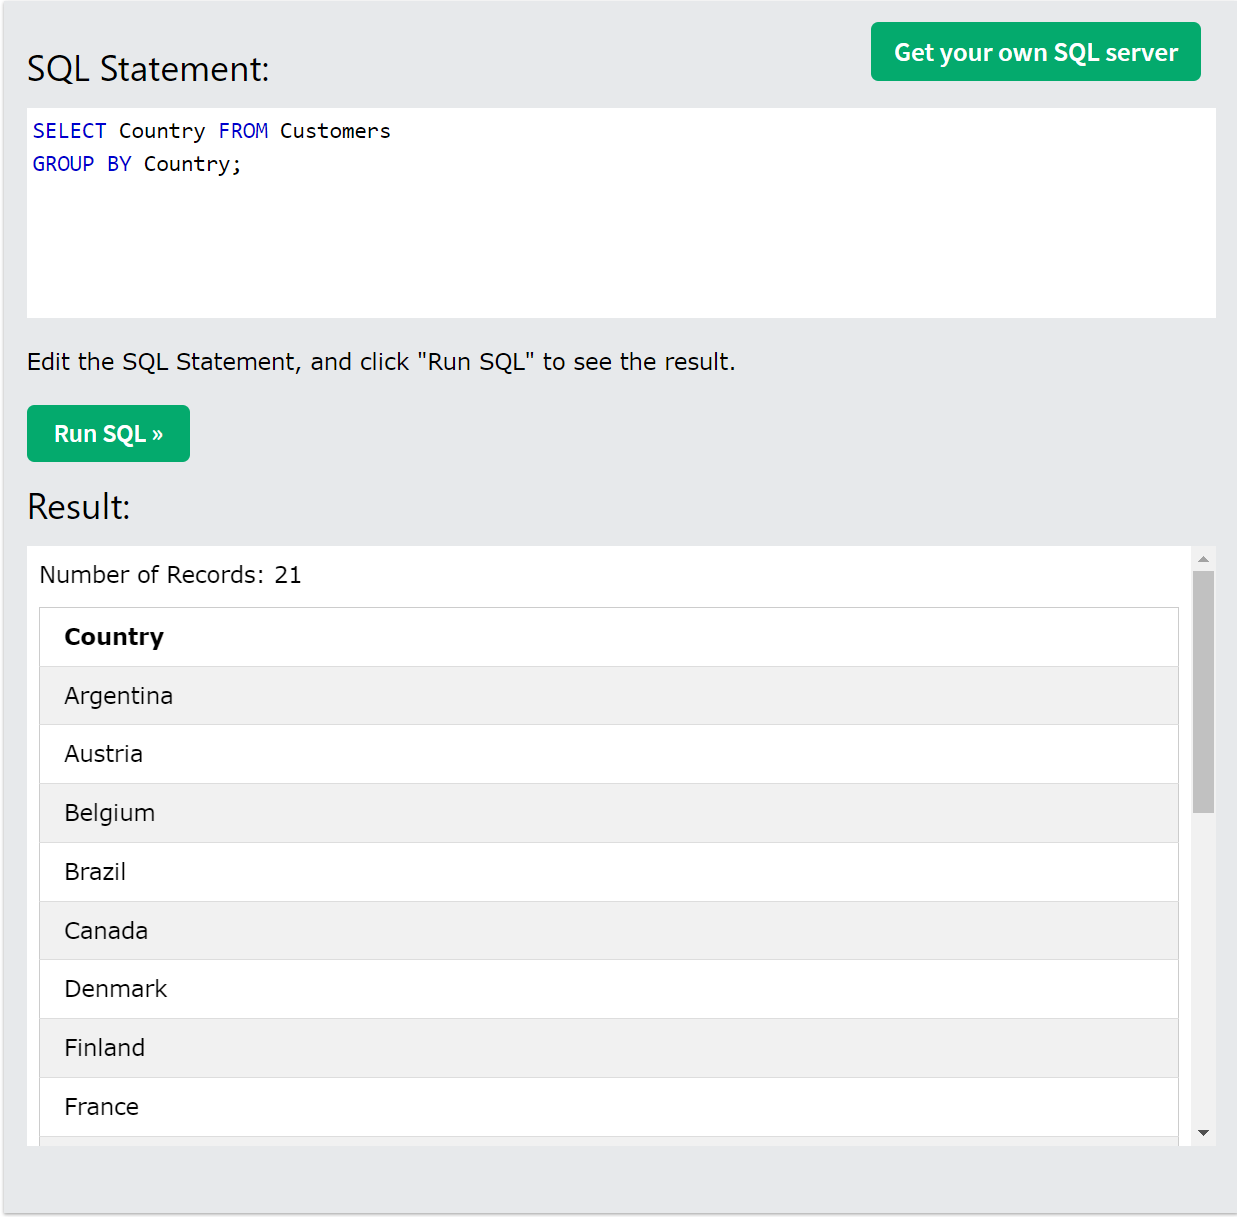 SQL Statement:
Get your own SQL server
SELECT Country FROM Customers
GROUP BY Country;
Edit the SQL Statement, and click "Run SQL" to see the result.
Run SQL »
Result:
Number of Records: 21
Country
Argentina
Austria
Belgium
Brazil
Canada
Denmark
Finland
France